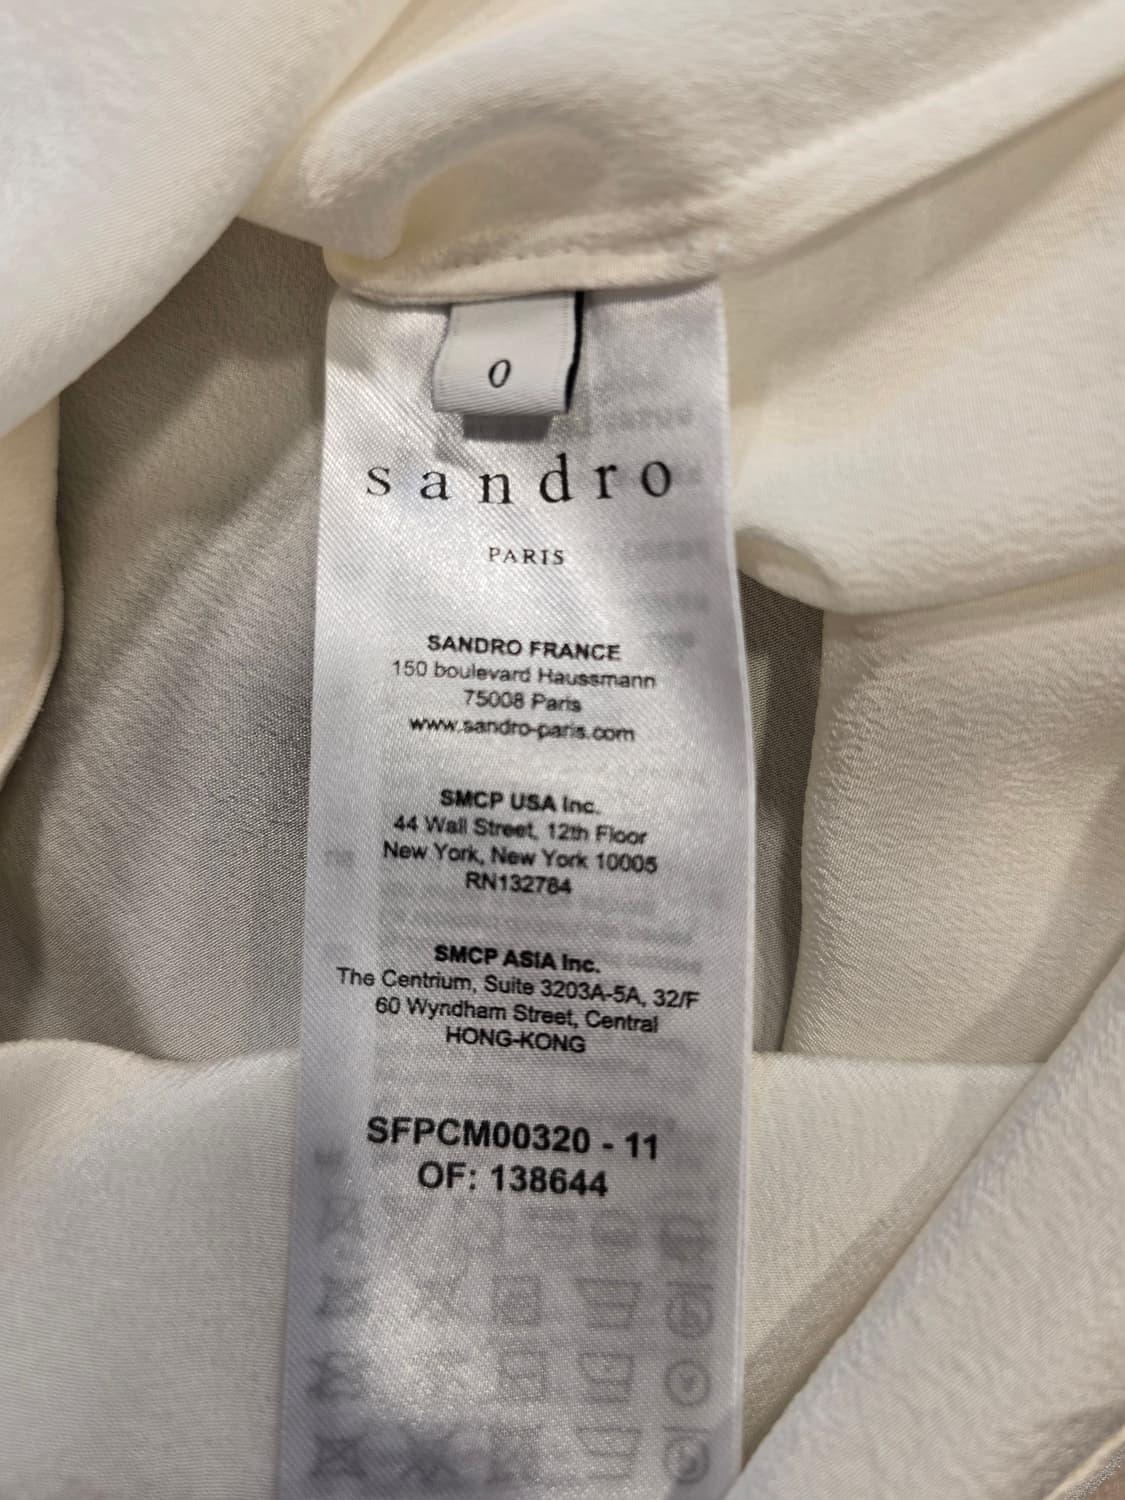 0
sandro
PARIS
SANDRO FRANCE
150 boulevard Haussmann
75008 Paris
www.sandro-paris.com
SMCP USA Inc.
44 Wall Street, 12th Floor
New York, New York 10005
RN132784
SMCP ASIA Inc.
The Centrium, Suite 3203A-5A, 32/F
60 Wyndham Street, Central
HONG-KONG
SFPCM00320 - 11
OF: 138644